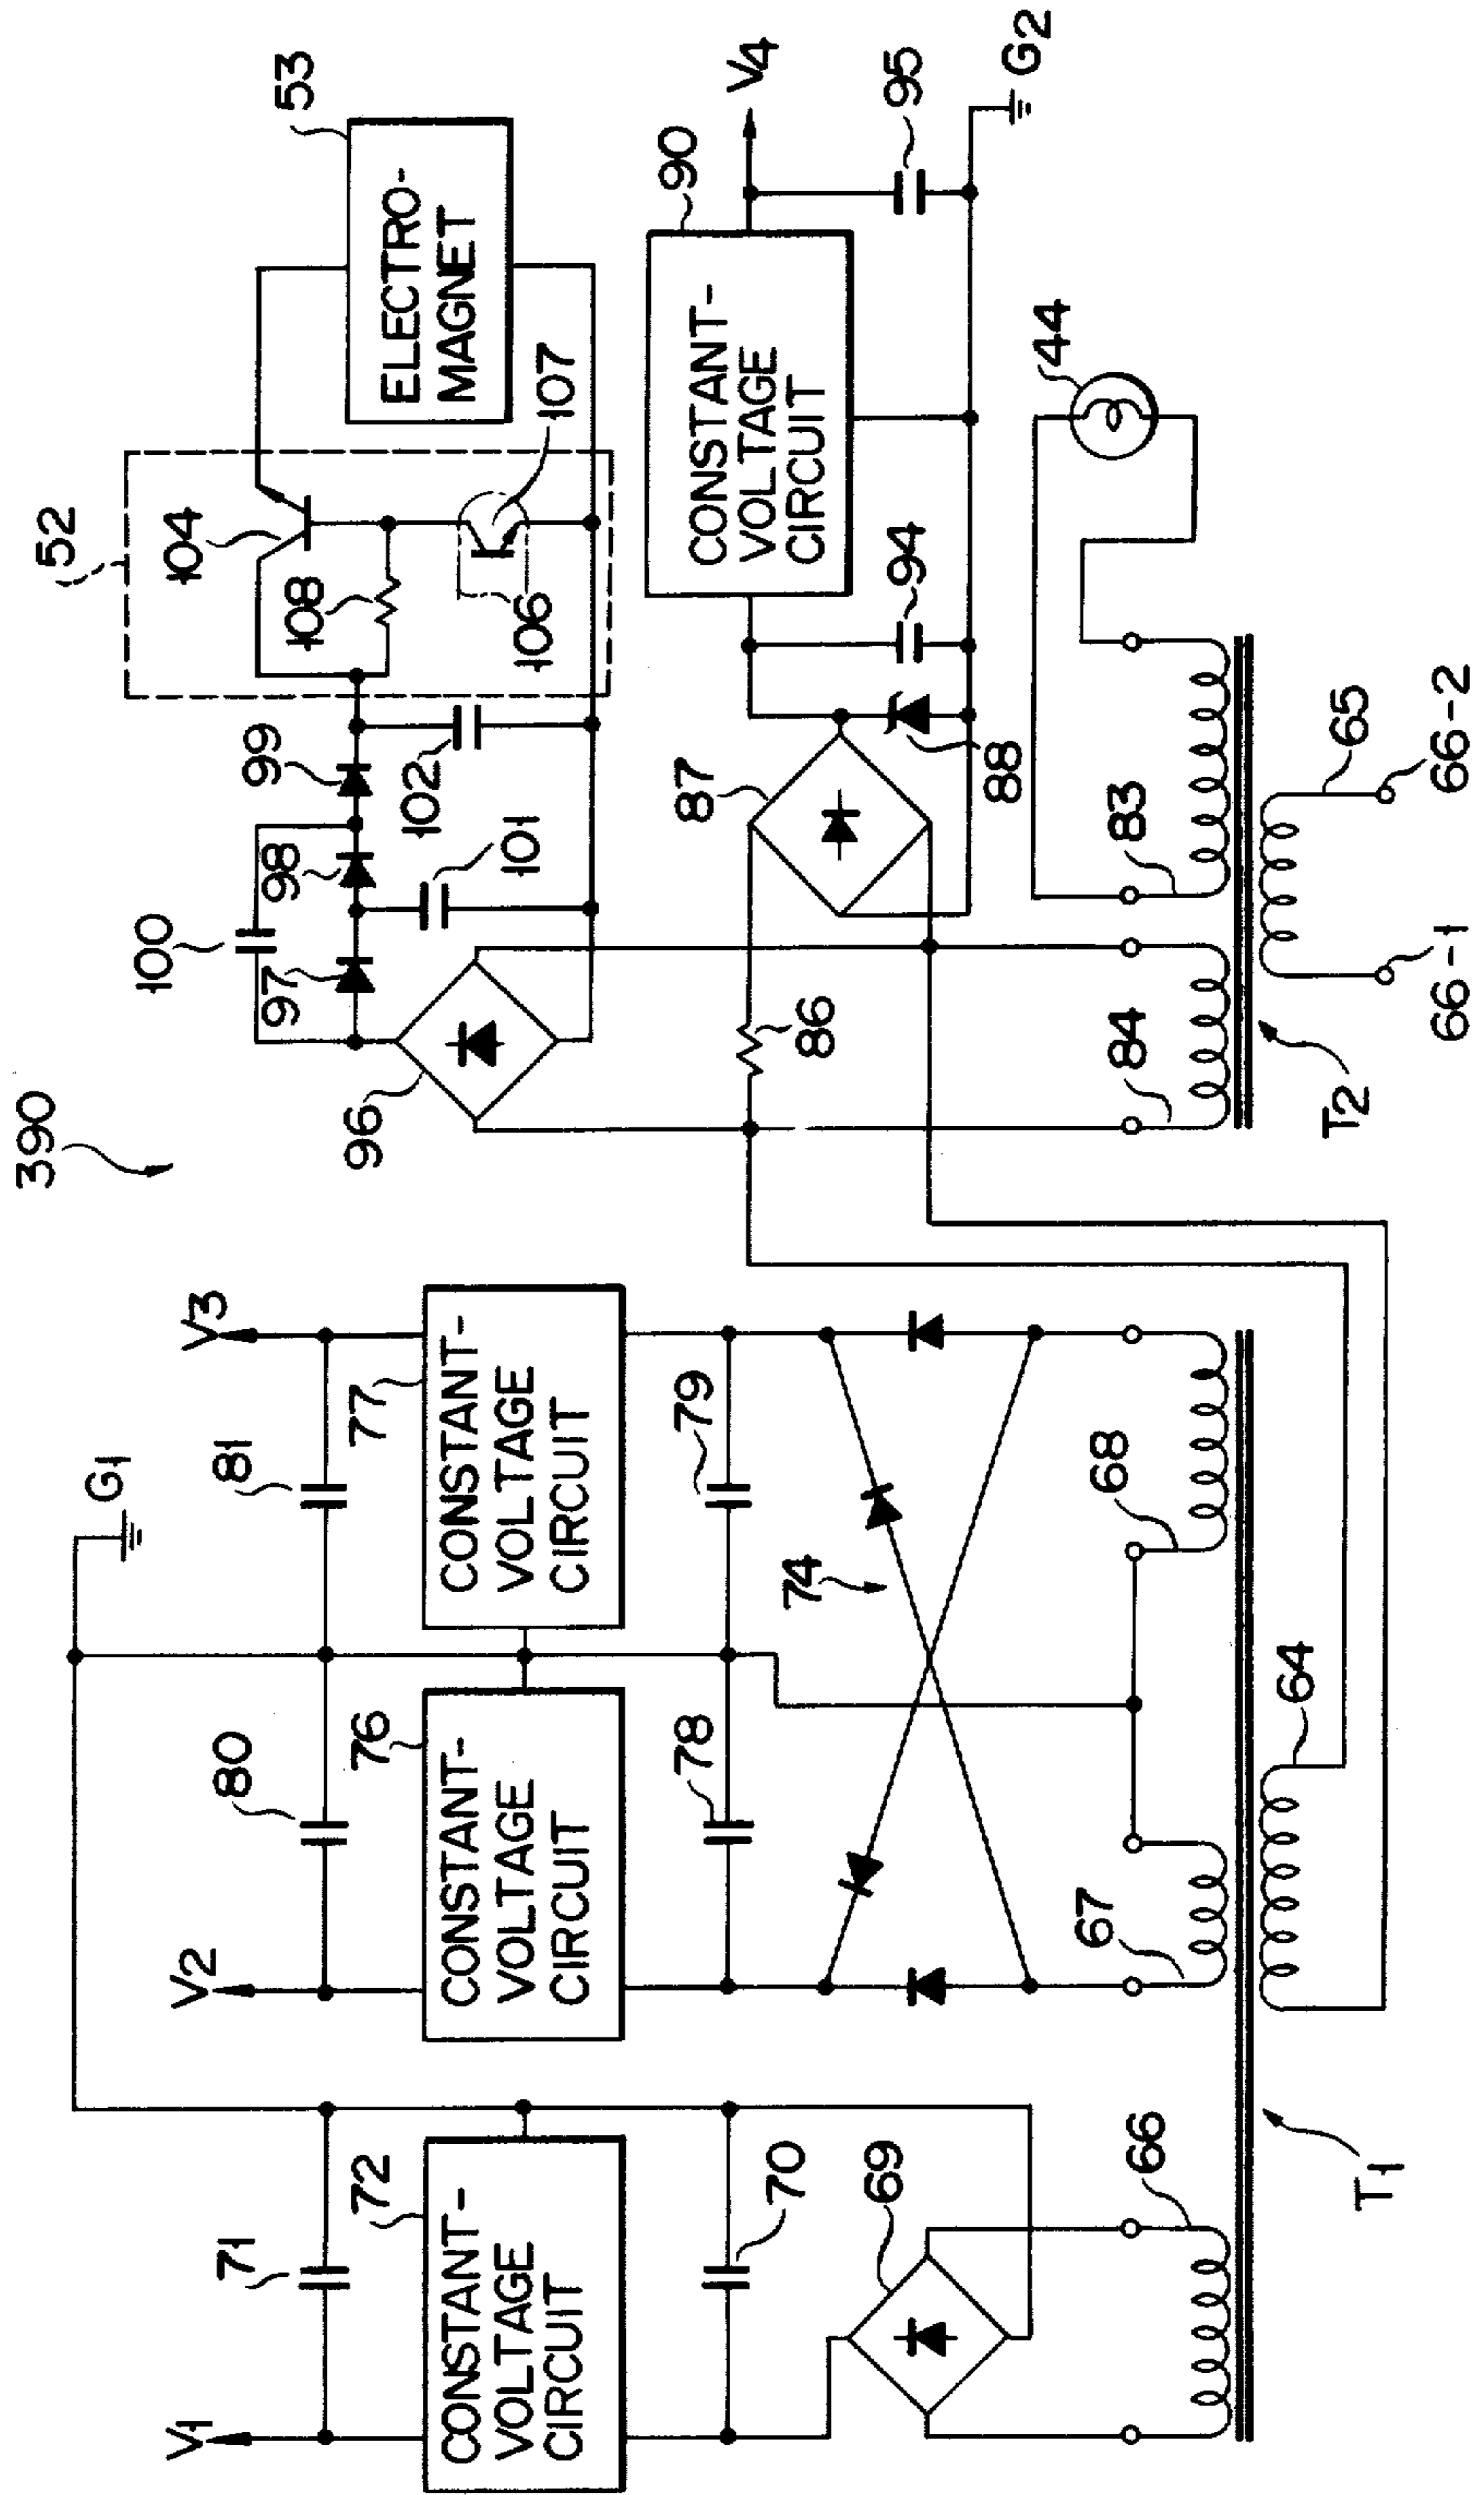 390
52
53
104
108
106
107
ELECTRO-
MAGNET
99
98
97
100
101
102
96
V4
90
95
G2
CONSTANT-
VOLTAGE
CIRCUIT
94
87
88
86
44
83
84
65
66-2
66-1
T2
V3
G1
81
77
CONSTANT-
VOLTAGE
CIRCUIT
79
74
68
80
76
V2
CONSTANT-
VOLTAGE
CIRCUIT
78
67
64
71
72
V1
CONSTANT-
VOLTAGE
CIRCUIT
70
69
66
T1